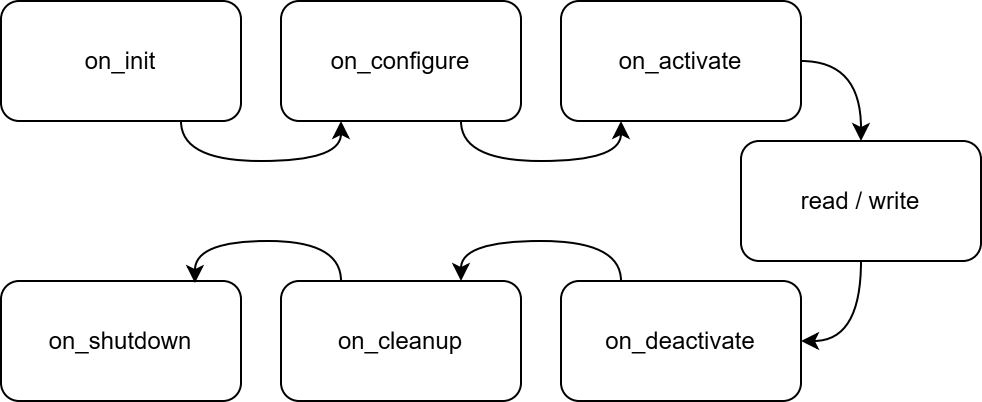 on_init
on_configure
on_activate
read / write
on_shutdown
on_cleanup
on_deactivate